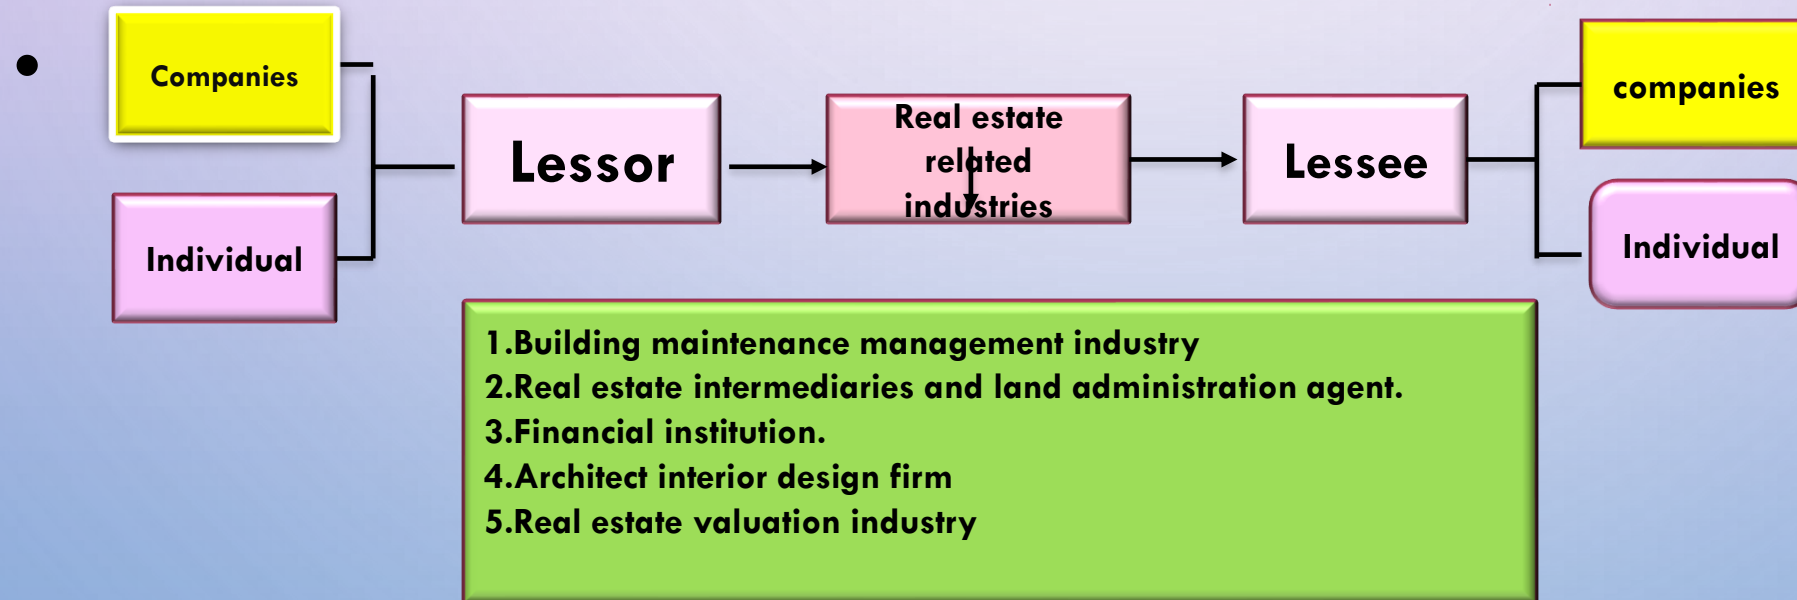 Companies
Individual
Lessor
Real estate
related
industries
Lessee
companies
Individual
1.Building maintenance management industry
2.Real estate intermediaries and land administration agent.
3.Financial institution.
4.Architect interior design firm
5.Real estate valuation industry